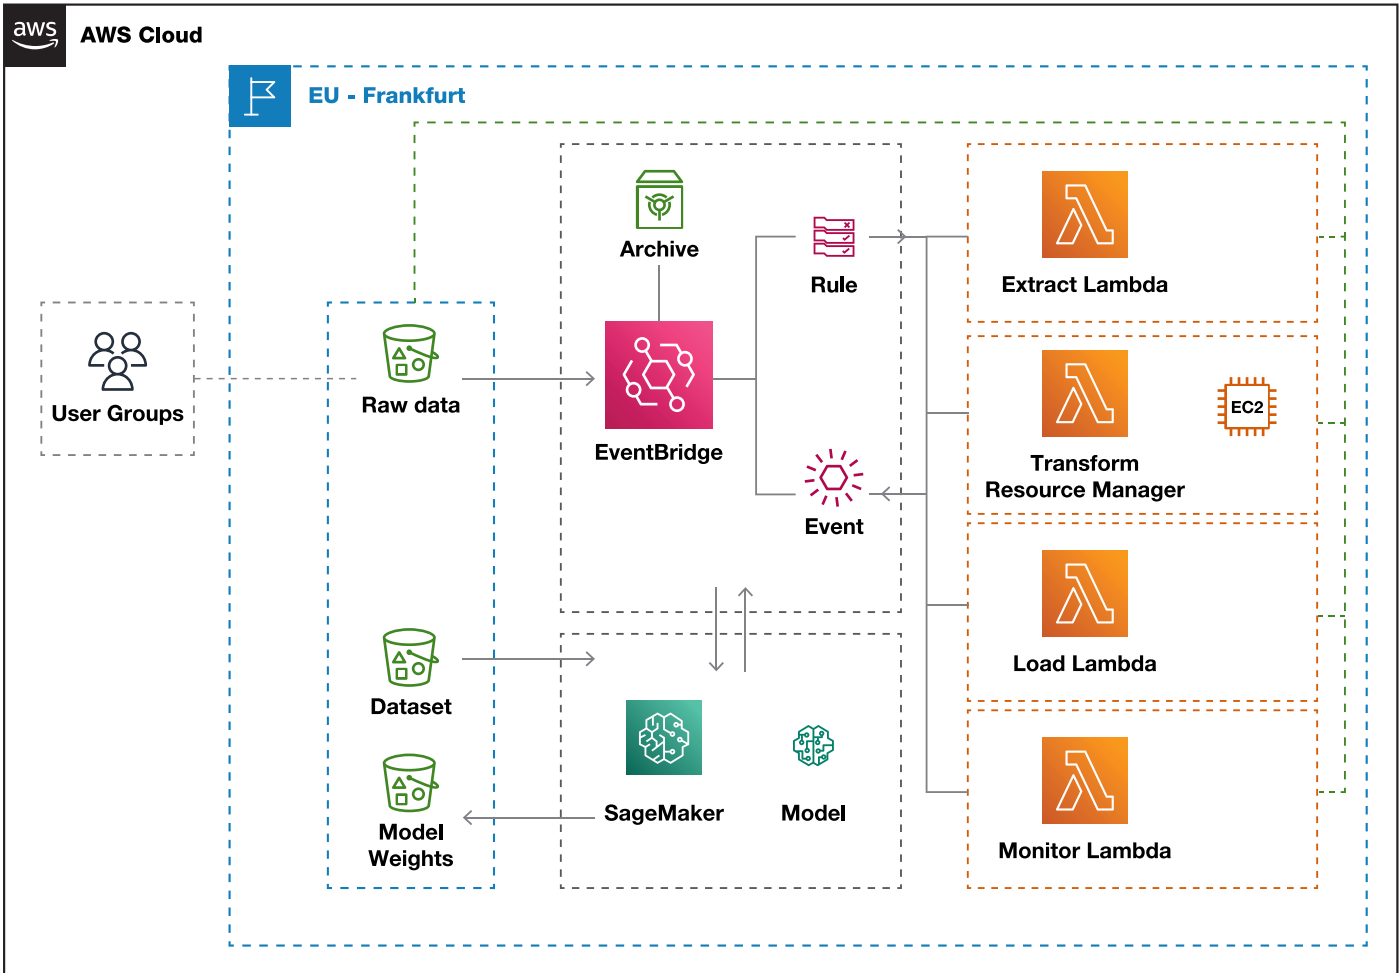 aws
AWS Cloud
EU - Frankfurt
Archive
Rule
Extract Lambda
User Groups
Raw data
EventBridge
EC2
Transform
Resource Manager
Event
Dataset
Load Lambda
SageMaker
Model
Model
Weights
Monitor Lambda